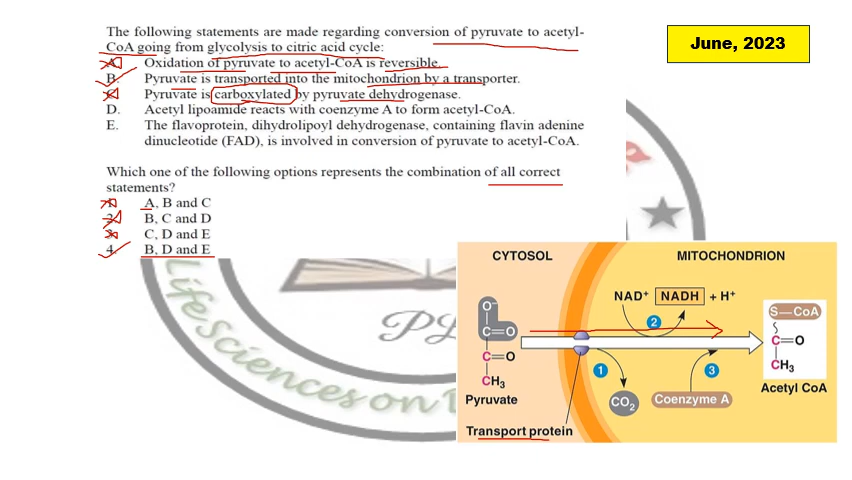 The following statements are made regarding conversion of pyruvate to acetyl-
CoA going from glycolysis to citric acid cycle:
A. Oxidation of pyruvate to acetyl-CoA is reversible.
B. Pyruvate is transported into the mitochondrion by a transporter.
C. Pyruvate is carboxylated by pyruvate dehydrogenase.
D. Acetyl lipoamide reacts with coenzyme A to form acetyl-CoA.
E. The flavoprotein, dihydrolipoyl dehydrogenase, containing flavin adenine
dinucleotide (FAD), is involved in conversion of pyruvate to acetyl-CoA.
Which one of the following options represents the combination of all correct
statements?
1. A, B and C
2. B, C and D
3. C, D and E
4. B, D and E
June, 2023
CYTOSOL
MITOCHONDRION
NAD⁺ NADH + H⁺
O⁻
C=O
C=O
CH₃
Pyruvate
Transport protein
1
2
3
CO₂
Coenzyme A
S—CoA
C=O
CH₃
Acetyl CoA
Life Sciences on